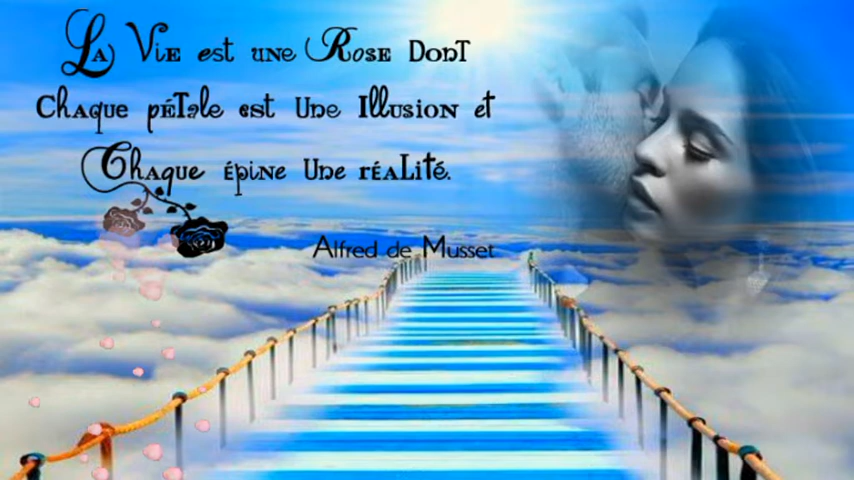 La Vie est une Rose Dont
Chaque pétale est Une Illusion et
Chaque épine Une réalité.
Alfred de Musset